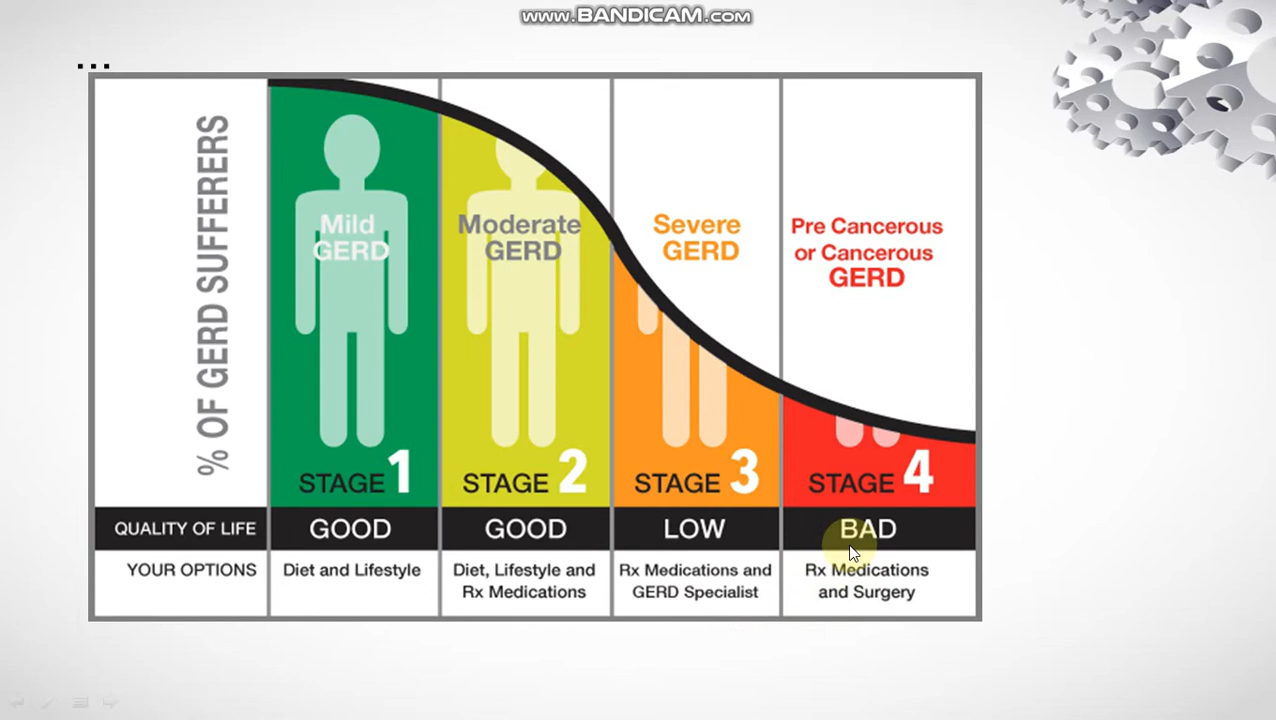 WWW.BANDICAM.COM
...
% OF GERD SUFFERERS
Mild
GERD
STAGE 1
Moderate
GERD
STAGE 2
Severe
GERD
STAGE 3
Pre Cancerous
or Cancerous
GERD
STAGE 4
QUALITY OF LIFE GOOD GOOD LOW BAD
YOUR OPTIONS
Diet and Lifestyle
Diet, Lifestyle and
Rx Medications
Rx Medications and
GERD Specialist
Rx Medications
and Surgery